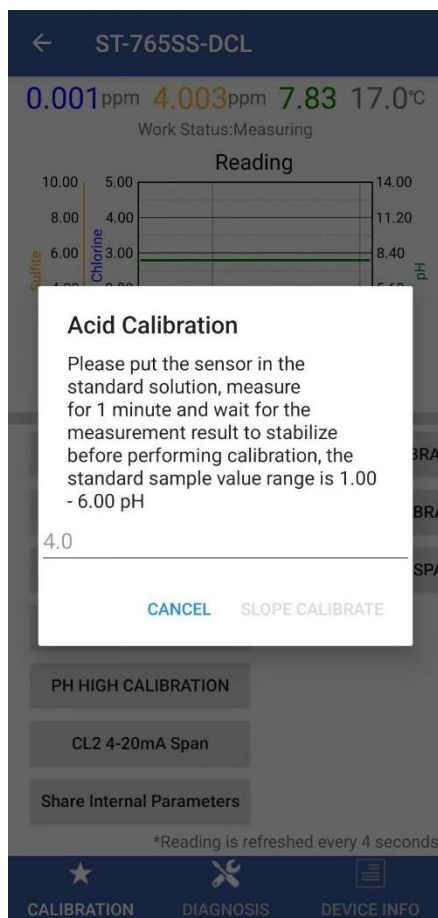 ST-765SS-DCL
0.001ppm 4.003ppm 7.83 17.0°C
Work Status:Measuring
Reading
10.00 5.00 14.00
8.00 4.00 11.20
6.00 3.00 8.40
Sulfite
Chlorine
pH
Acid Calibration
Please put the sensor in the
standard solution, measure
for 1 minute and wait for the
measurement result to stabilize
before performing calibration, the
standard sample value range is 1.00
- 6.00 pH
4.0
CANCEL SLOPE CALIBRATE
PH HIGH CALIBRATION
CL2 4-20mA Span
Share Internal Parameters
*Reading is refreshed every 4 seconds
CALIBRATION DIAGNOSIS DEVICE INFO